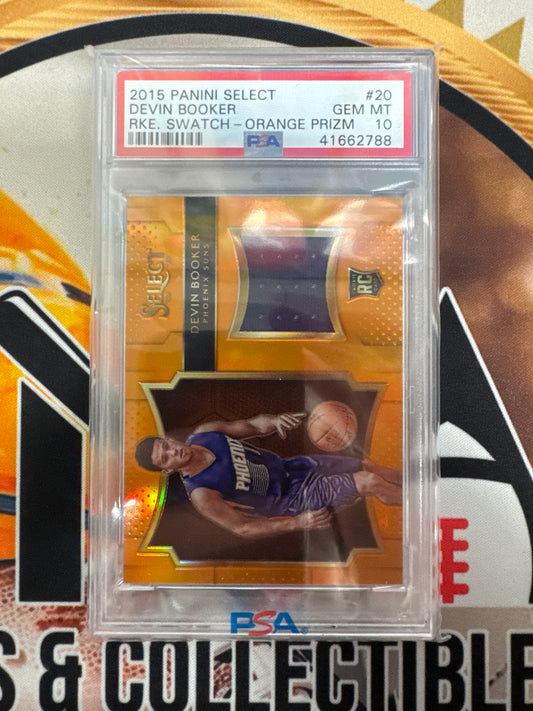 2015 PANINI SELECT #20
DEVIN BOOKER GEM MT
RKE. SWATCH – ORANGE PRIZM 10
PSA 41662788
SELECT
DEVIN BOOKER
PHOENIX SUNS
RC
PHOENIX
PSA
S & COLLECTIBLE